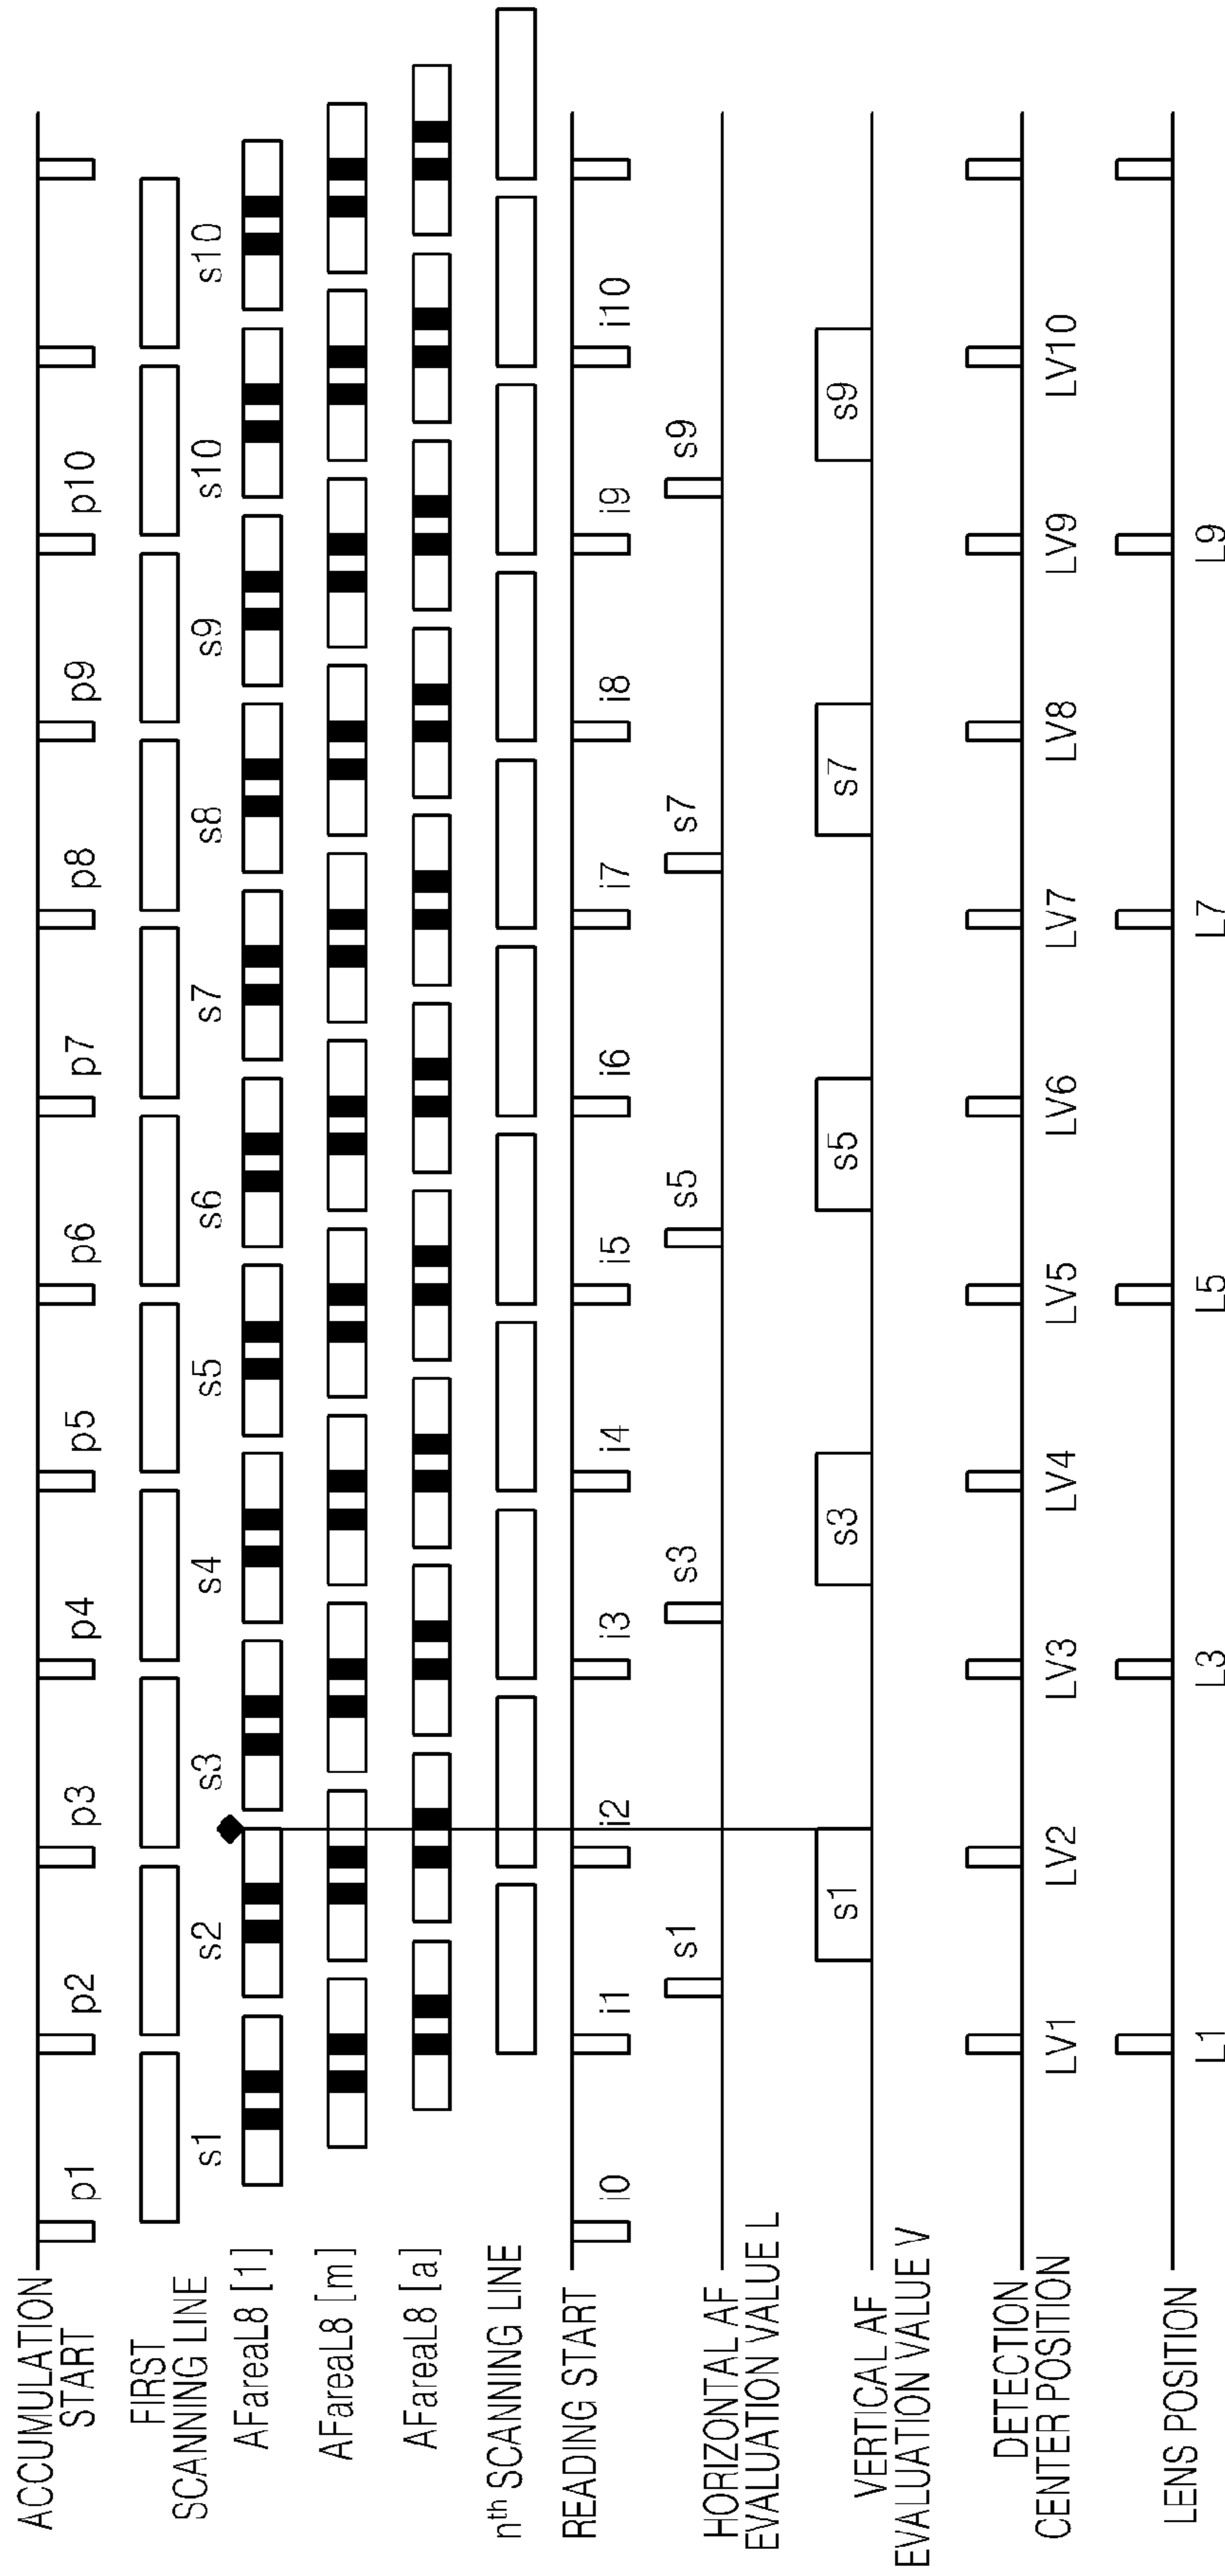 ACCUMULATION
START
p1 p2 p3 p4 p5 p6 p7 p8 p9 p10
FIRST
SCANNING LINE
s1 s2 s3 s4 s5 s6 s7 s8 s9 s10 s10
AFareaL8 [1]
AFareaL8 [m]
AFareaL8 [a]
nth SCANNING LINE
READING START
i0 i1 i2 i3 i4 i5 i6 i7 i8 i9 i10
HORIZONTAL AF
EVALUATION VALUE L
s1 s3 s5 s7 s9
VERTICAL AF
EVALUATION VALUE V
s1 s3 s5 s7 s9
DETECTION
CENTER POSITION
LV1 LV2 LV3 LV4 LV5 LV6 LV7 LV8 LV9 LV10
LENS POSITION
L1 L3 L5 L7 L9